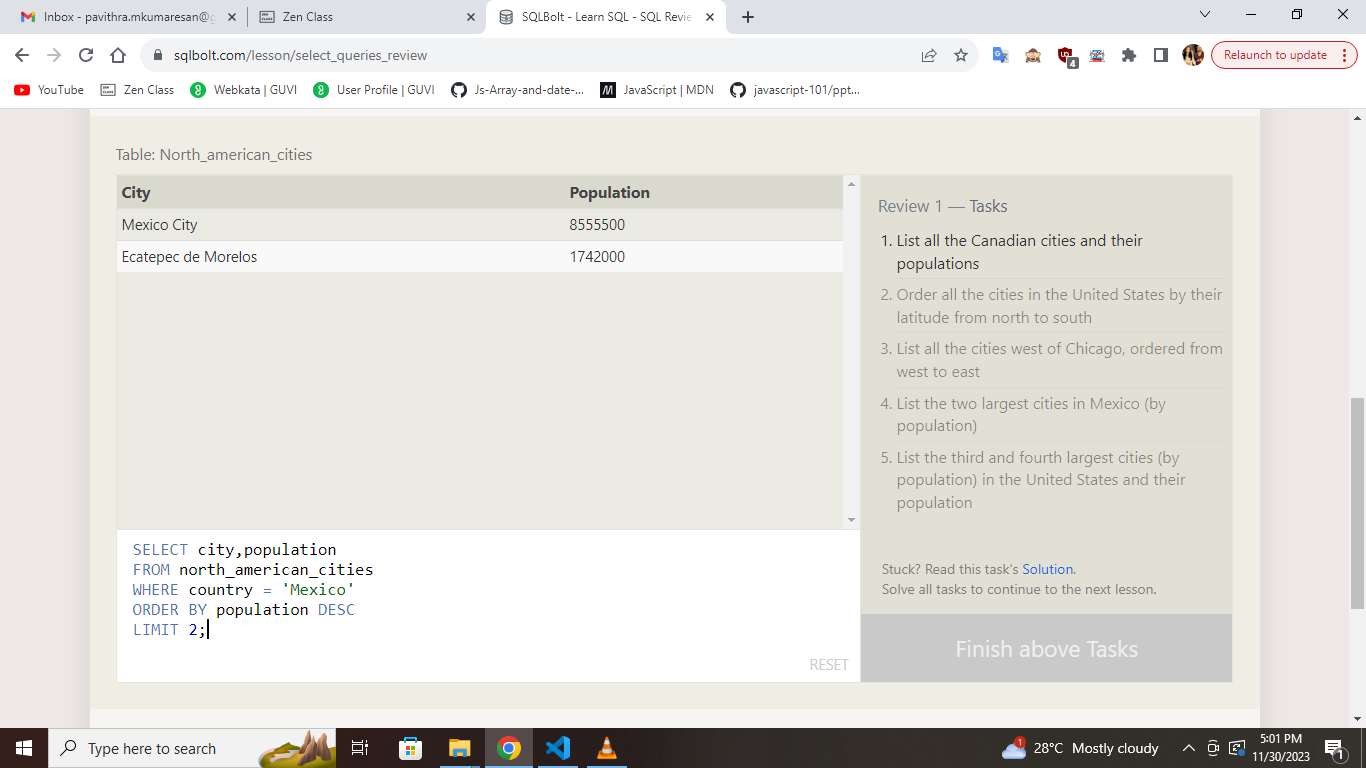 Inbox - pavithra.mkumaresan@g
Zen Class
SQLBolt - Learn SQL - SQL Revie
sqlbolt.com/lesson/select_queries_review
4
Relaunch to update
YouTube
Zen Class
Webkata | GUVI
User Profile | GUVI
Js-Array-and-date-...
JavaScript | MDN
javascript-101/ppt...
Table: North_american_cities
City Population
Mexico City 8555500
Ecatepec de Morelos 1742000
SELECT city,population
FROM north_american_cities
WHERE country = 'Mexico'
ORDER BY population DESC
LIMIT 2;
RESET
Review 1 — Tasks
1. List all the Canadian cities and their
populations
2. Order all the cities in the United States by their
latitude from north to south
3. List all the cities west of Chicago, ordered from
west to east
4. List the two largest cities in Mexico (by
population)
5. List the third and fourth largest cities (by
population) in the United States and their
population
Stuck? Read this task's Solution.
Solve all tasks to continue to the next lesson.
Finish above Tasks
Type here to search
1
28°C Mostly cloudy
5:01 PM
11/30/2023
1